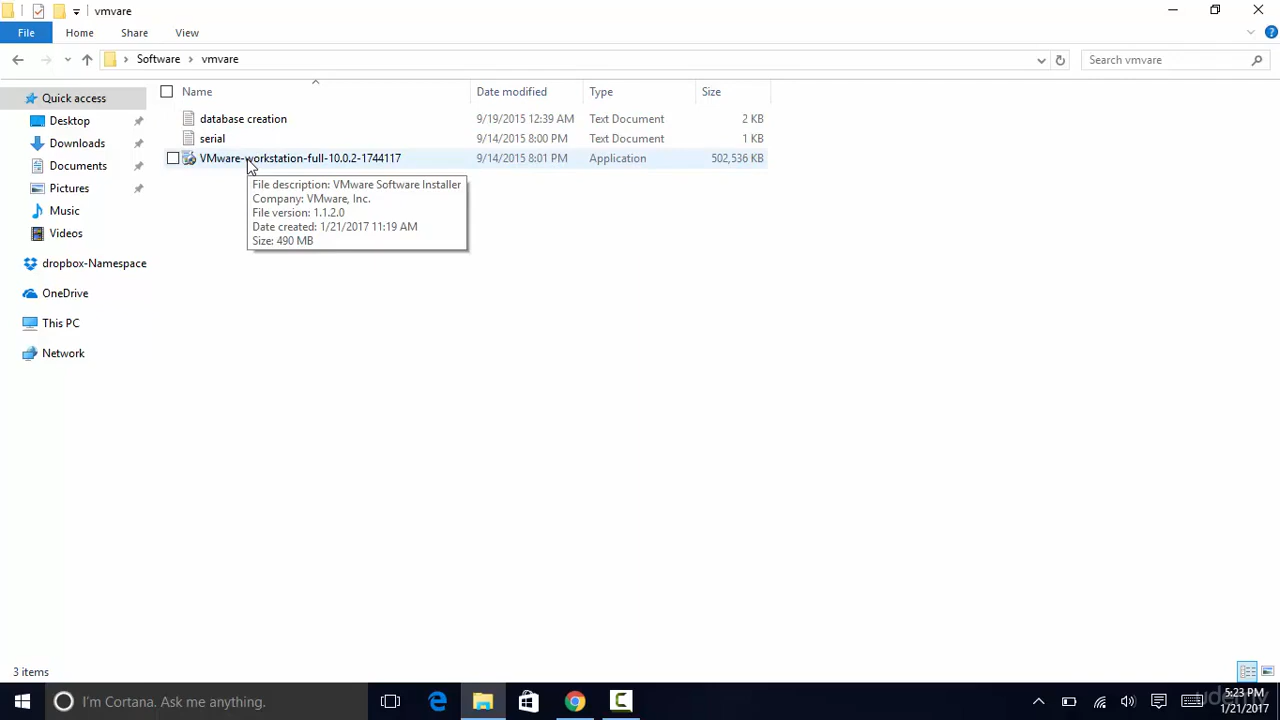 vmvare
File Home Share View
Software vmvare Search vmvare
Name Date modified Type Size
Quick access
Desktop
Downloads
Documents
Pictures
Music
Videos
dropbox-Namespace
OneDrive
This PC
Network
database creation 9/19/2015 12:39 AM Text Document 2 KB
serial 9/14/2015 8:00 PM Text Document 1 KB
VMware-workstation-full-10.0.2-1744117 9/14/2015 8:01 PM Application 502,536 KB
File description: VMware Software Installer
Company: VMware, Inc.
File version: 1.1.2.0
Date created: 1/21/2017 11:19 AM
Size: 490 MB
3 items
I'm Cortana. Ask me anything.
5:23 PM
1/21/2017
udemy